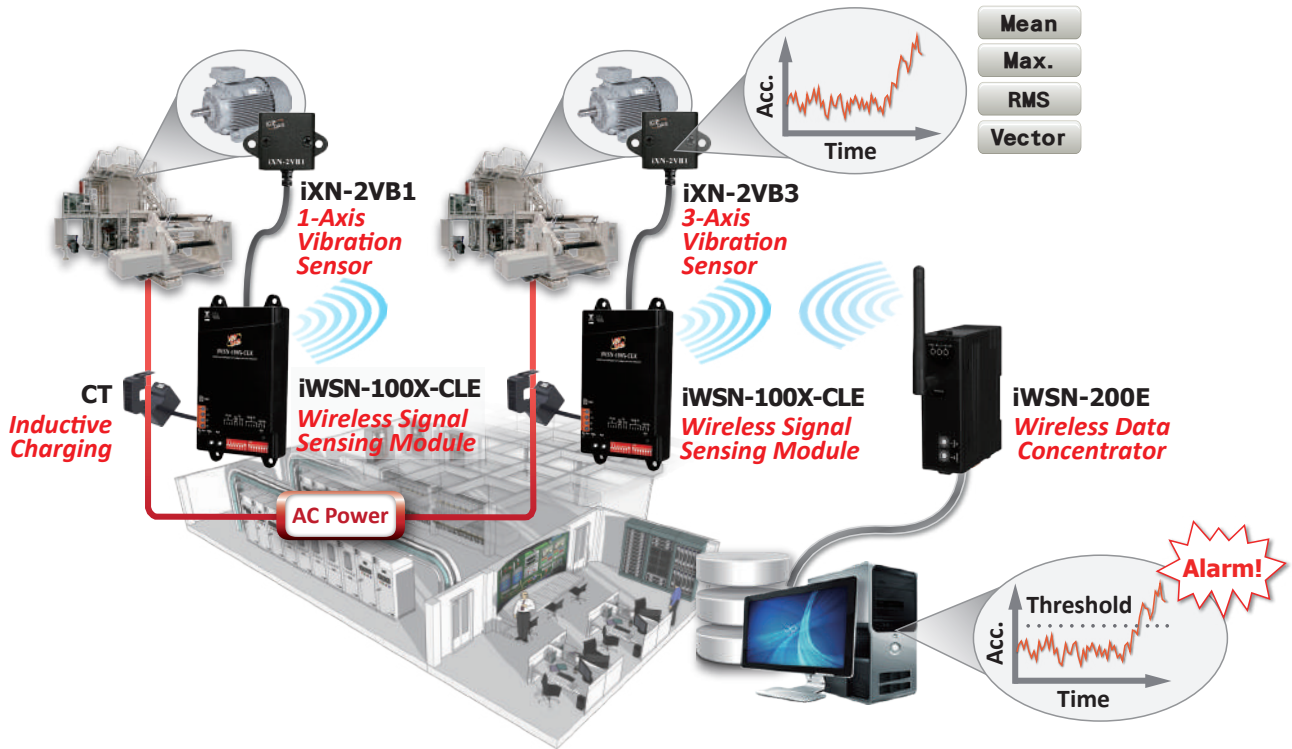 Mean
Max.
RMS
Vector
Acc.
Time
iXN-2VB1
iXN-2VB1
iXN-2VB1
1-Axis
Vibration
Sensor
iXN-2VB3
3-Axis
Vibration
Sensor
CT
Inductive
Charging
iWSN-100X-CLE
Wireless Signal
Sensing Module
iWSN-100X-CLE
Wireless Signal
Sensing Module
iWSN-200E
Wireless Data
Concentrator
AC Power
Alarm!
Threshold
Acc.
Time